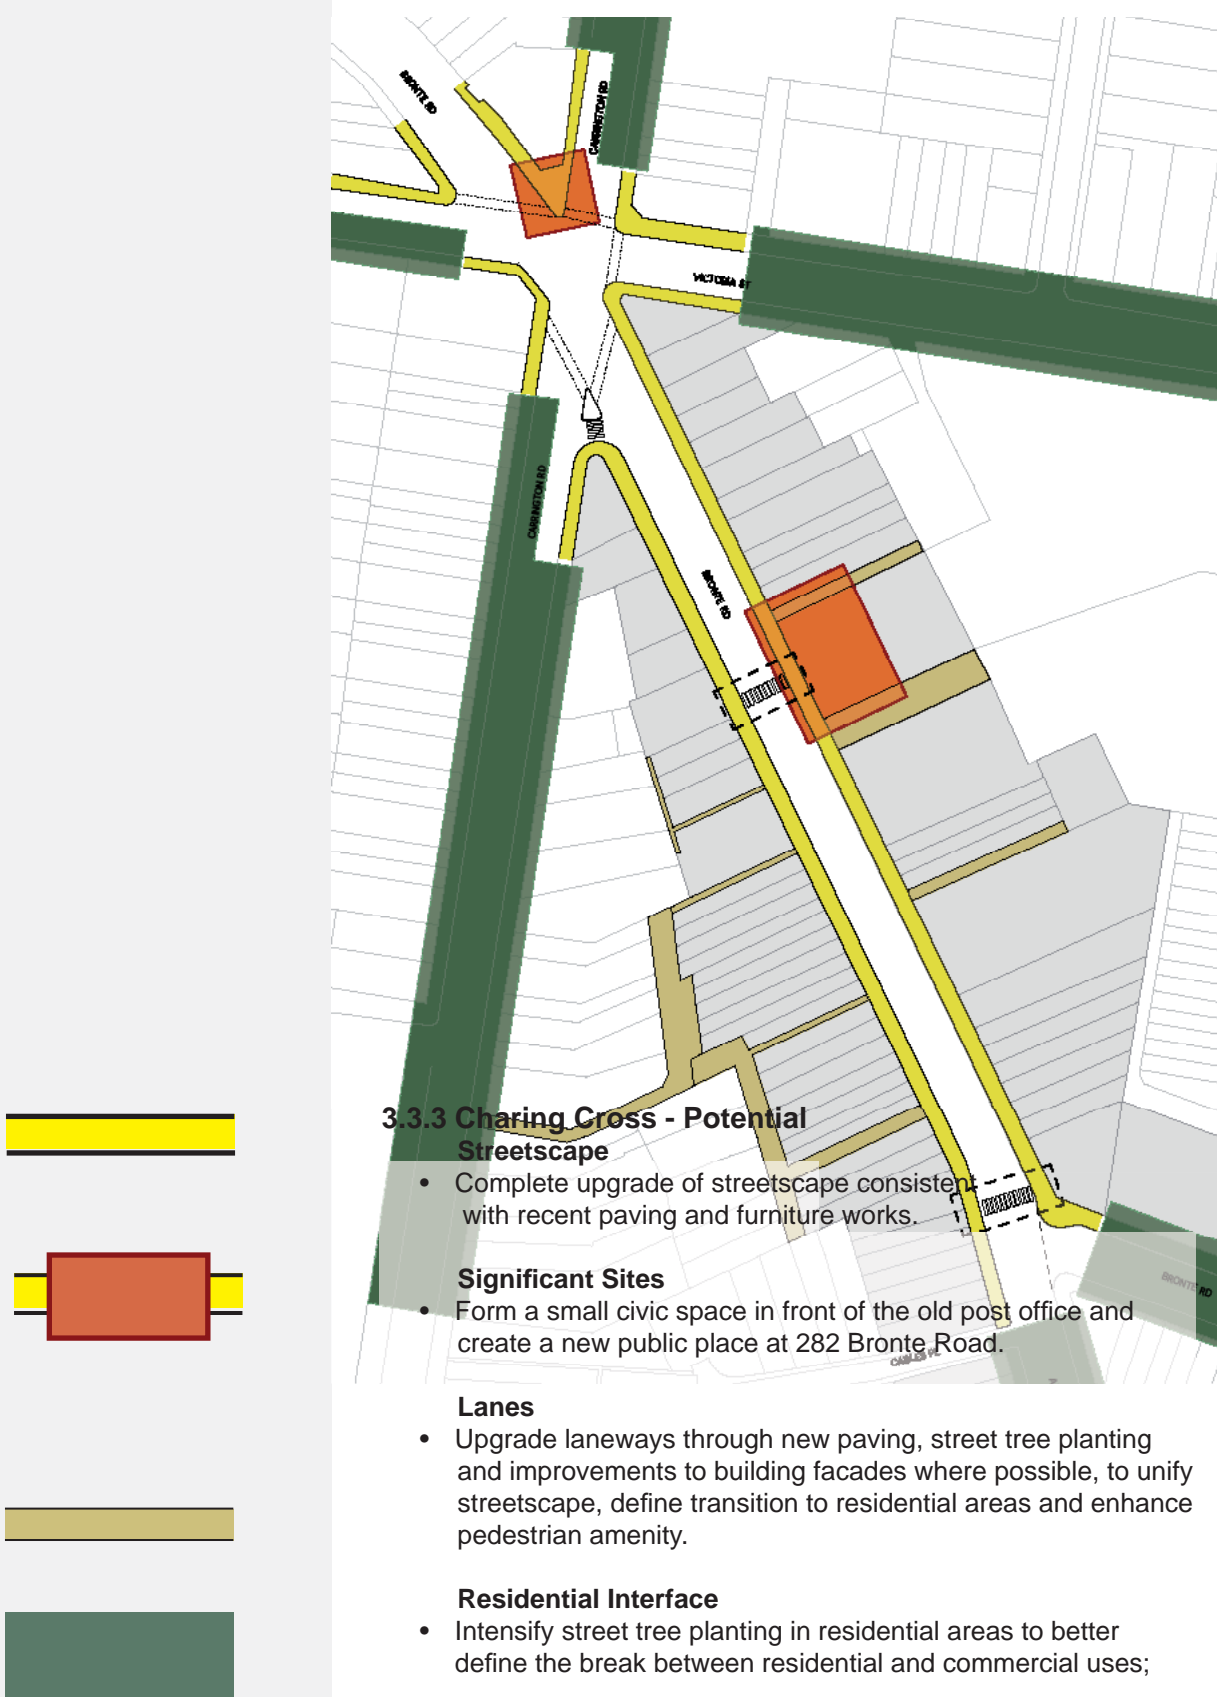 BRONTE RD
CARRINGTON RD
VICTORIA ST
CARRINGTON RD
BRONTE RD
3.3.3 Charing Cross - Potential
Streetscape
• Complete upgrade of streetscape consistent
with recent paving and furniture works.
Significant Sites
• Form a small civic space in front of the old post office and
create a new public place at 282 Bronte Road.
BRONTE RD
CABLES PL
Lanes
• Upgrade laneways through new paving, street tree planting
and improvements to building facades where possible, to unify
streetscape, define transition to residential areas and enhance
pedestrian amenity.
Residential Interface
• Intensify street tree planting in residential areas to better
define the break between residential and commercial uses;